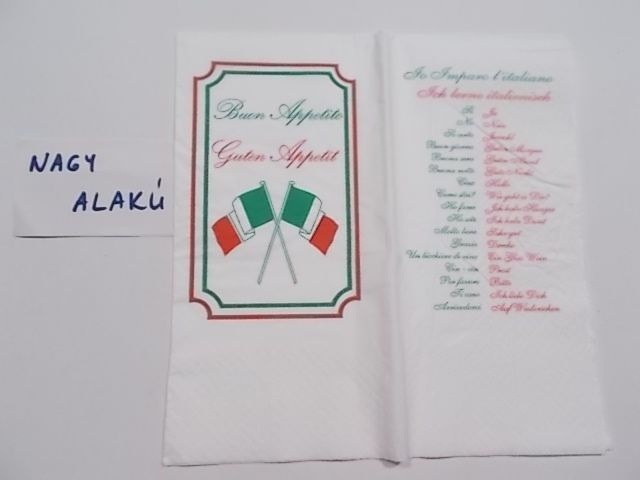 NAGY
ALAKÚ
Buon Appetito
Guten Appetit
Io Imparo l'italiano
Ich lerne italienisch
Si Ja
No Nein
Si certo Jawohl
Buon giorno Guten Morgen
Buona sera Guten Abend
Buona notte Gute Nacht
Ciao Hallo
Come stai? Wie geht es Dir?
Ho fame Ich habe Hunger
Ho sete Ich habe Durst
Molto bene Sehr gut
Grazie Danke
Un bicchiere di vino Ein Glas Wein
Cin - cin Prost
Per favore Bitte
Ti amo Ich liebe Dich
Arrivederci Auf Wiedersehen